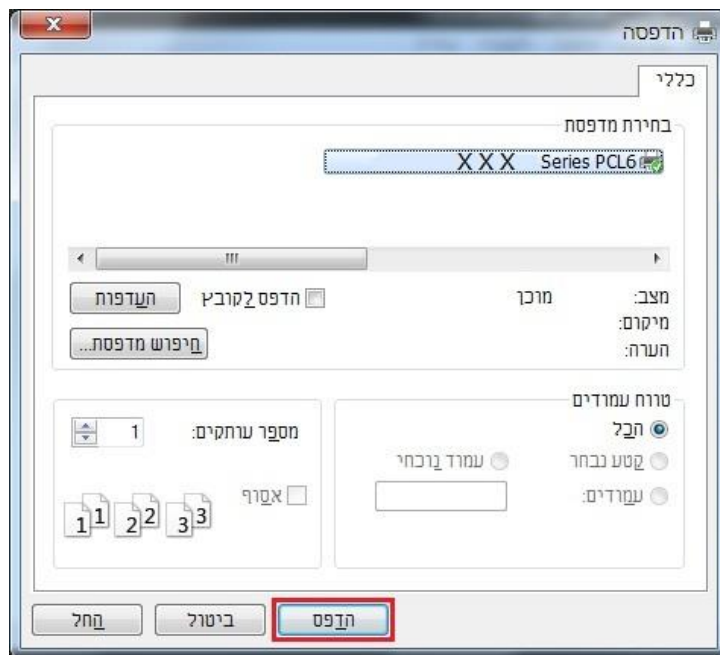 הדפסה
כללי
בחירת מדפסת
XXX Series PCL6
מצב: מוכן
הדפס לקובץ
העדפות
מיקום:
הערה:
חיפוש מדפסת...
טווח עמודים
הכל
קטע נבחר
עמוד נוכחי
עמודים:
מספר עותקים: 1
אסוף
1 1 2 2 3 3
הדפס
ביטול
החל